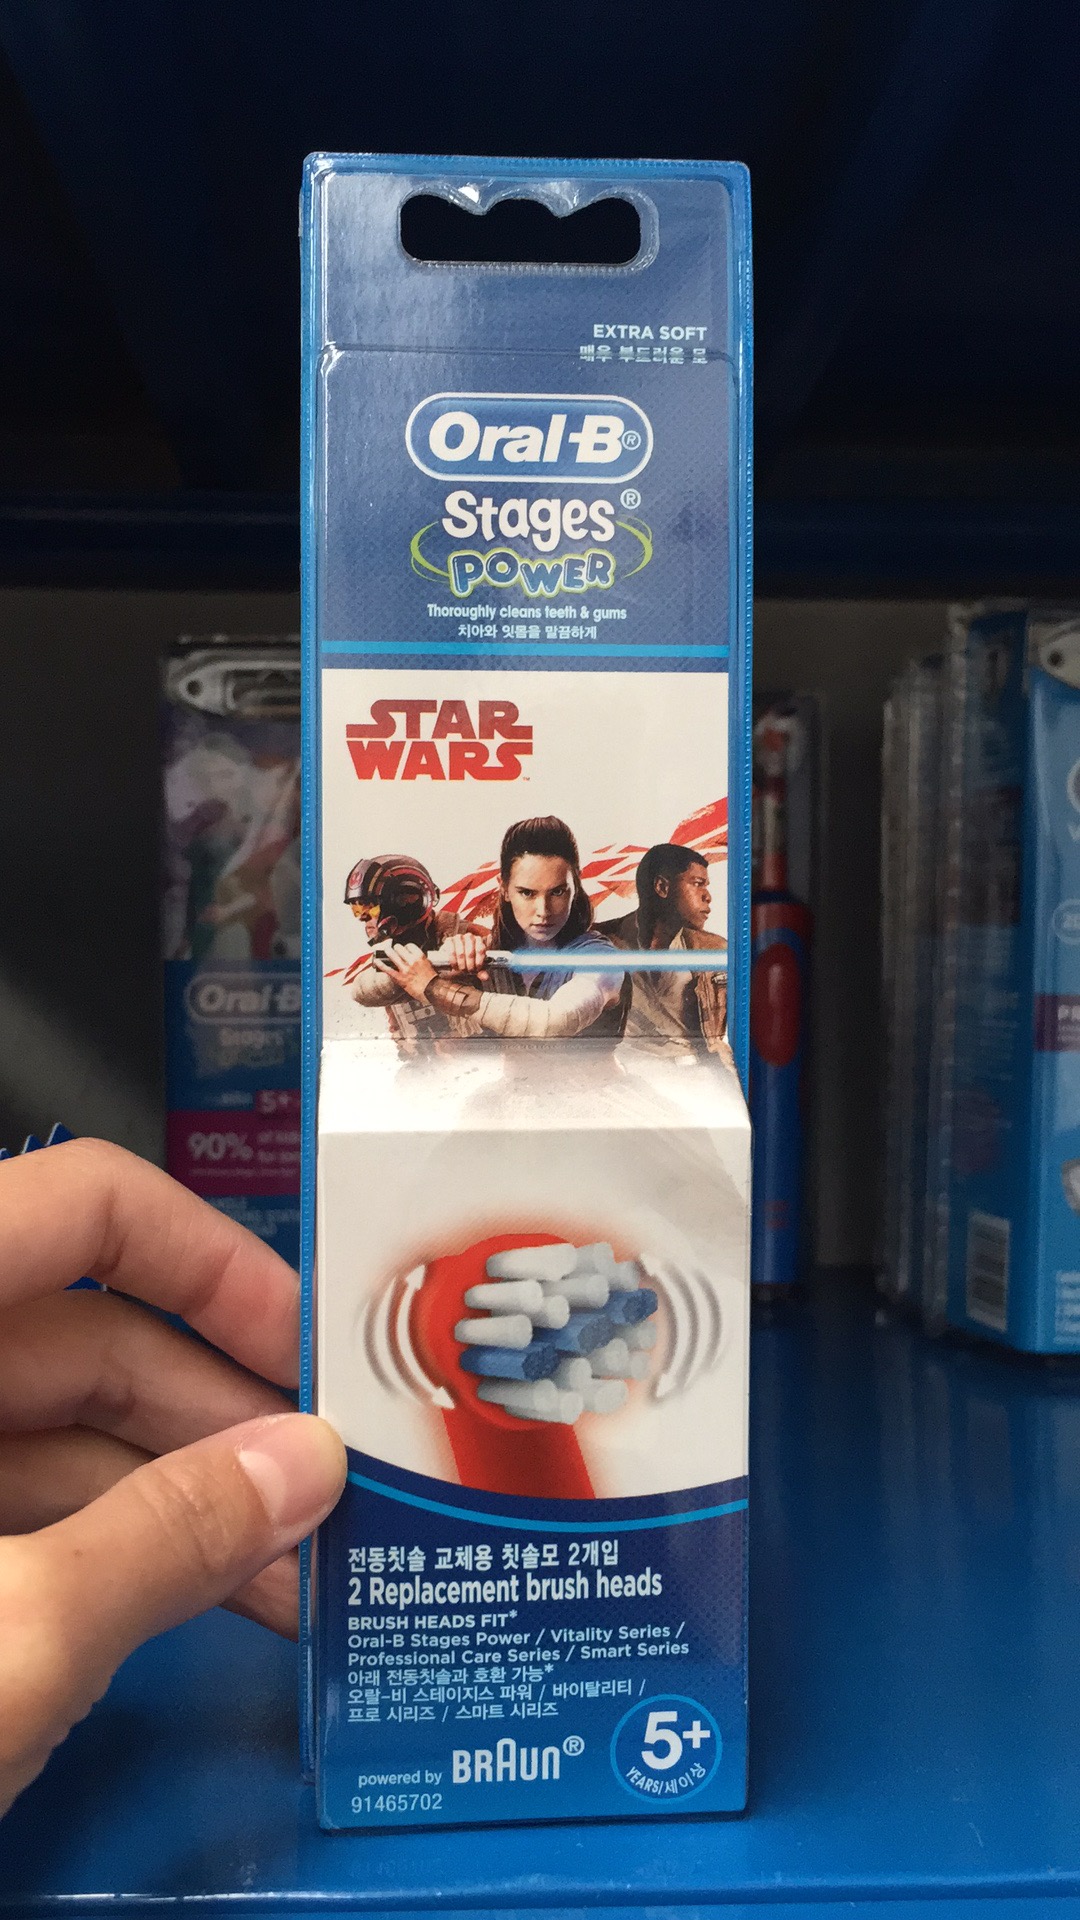 EXTRA SOFT
매우 부드러운 모
Oral-B®
Stages®
POWER
Thoroughly cleans teeth & gums
치아와 잇몸을 말끔하게
STAR
WARS™
전동칫솔 교체용 칫솔모 2개입
2 Replacement brush heads
BRUSH HEADS FIT*
Oral-B Stages Power / Vitality Series /
Professional Care Series / Smart Series
아래 전동칫솔과 호환 가능*
오랄-비 스테이지스 파워 / 바이탈리티 /
프로 시리즈 / 스마트 시리즈
powered by BRAUN®
91465702
5+
YEARS/세이상
Oral-B
Stages
5+
90%